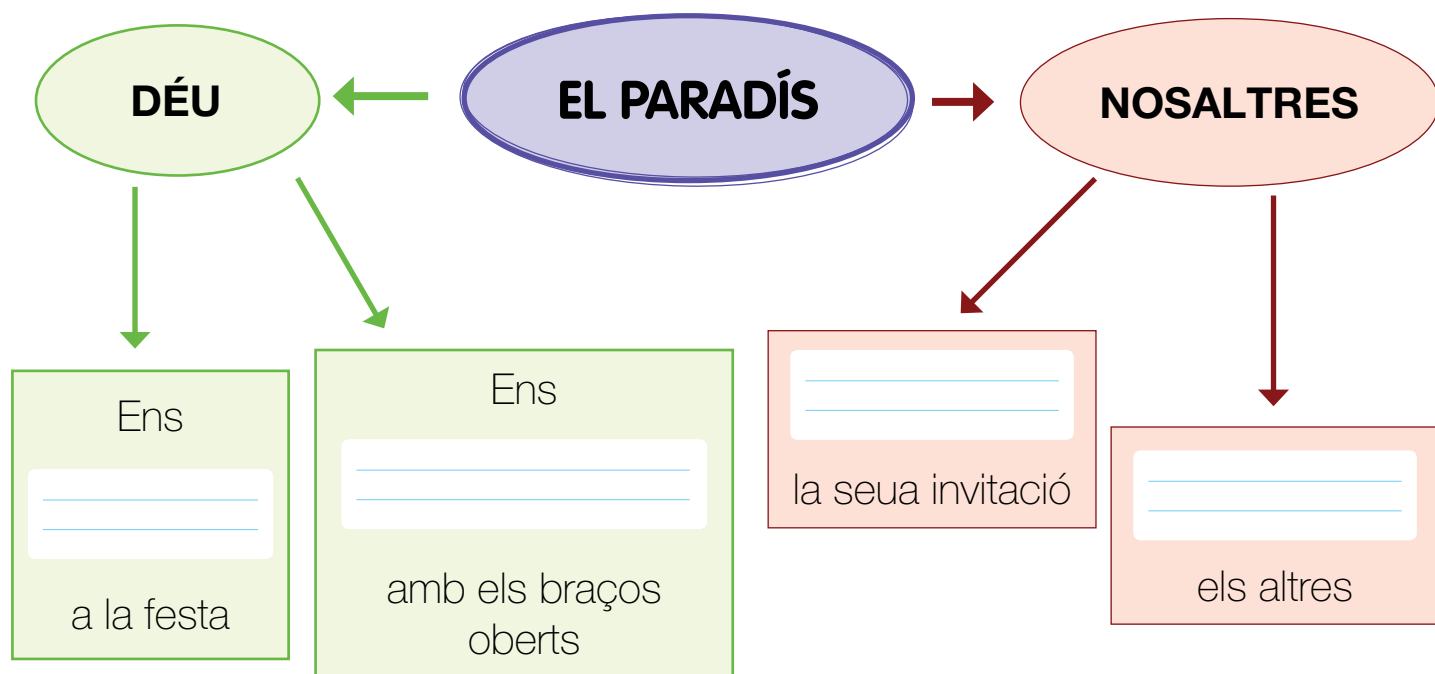 DÉU
EL PARADÍS
NOSALTRES
Ens
a la festa
Ens
amb els braços
oberts
la seua invitació
els altres